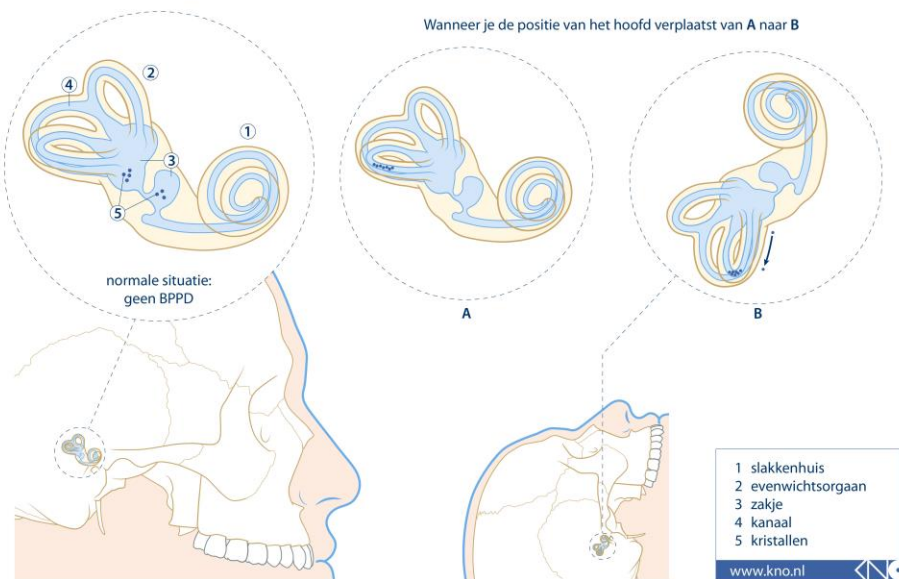 Wanneer je de positie van het hoofd verplaatst van A naar B
4
2
1
3
5
normale situatie:
geen BPPD
A
B
1 slakkenhuis
2 evenwichtsorgaan
3 zakje
4 kanaal
5 kristallen
www.kno.nl